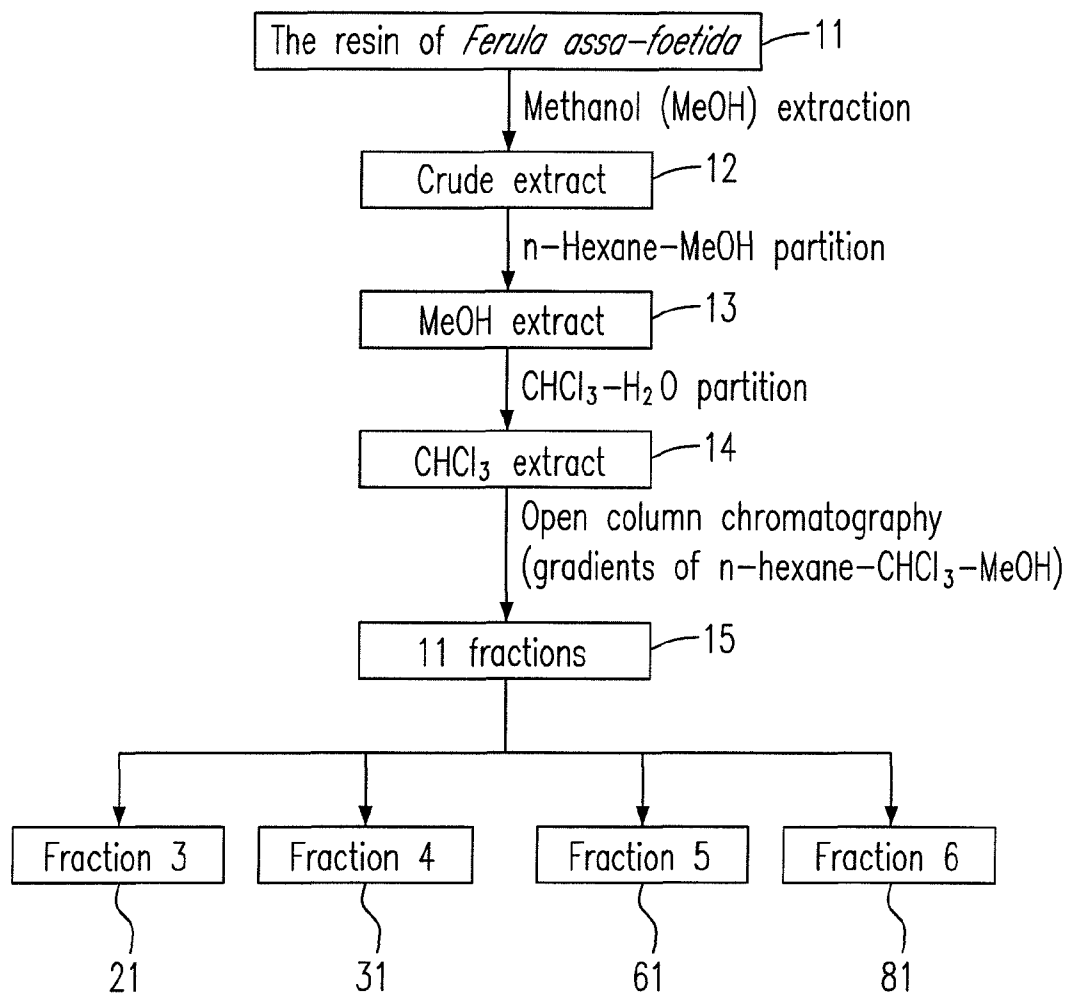 The resin of Ferula assa-foetida
11
Methanol (MeOH) extraction
Crude extract
12
n-Hexane-MeOH partition
MeOH extract
13
CHCl₃-H₂O partition
CHCl₃ extract
14
Open column chromatography
(gradients of n-hexane-CHCl₃-MeOH)
11 fractions
15
Fraction 3
Fraction 4
Fraction 5
Fraction 6
21
31
61
81